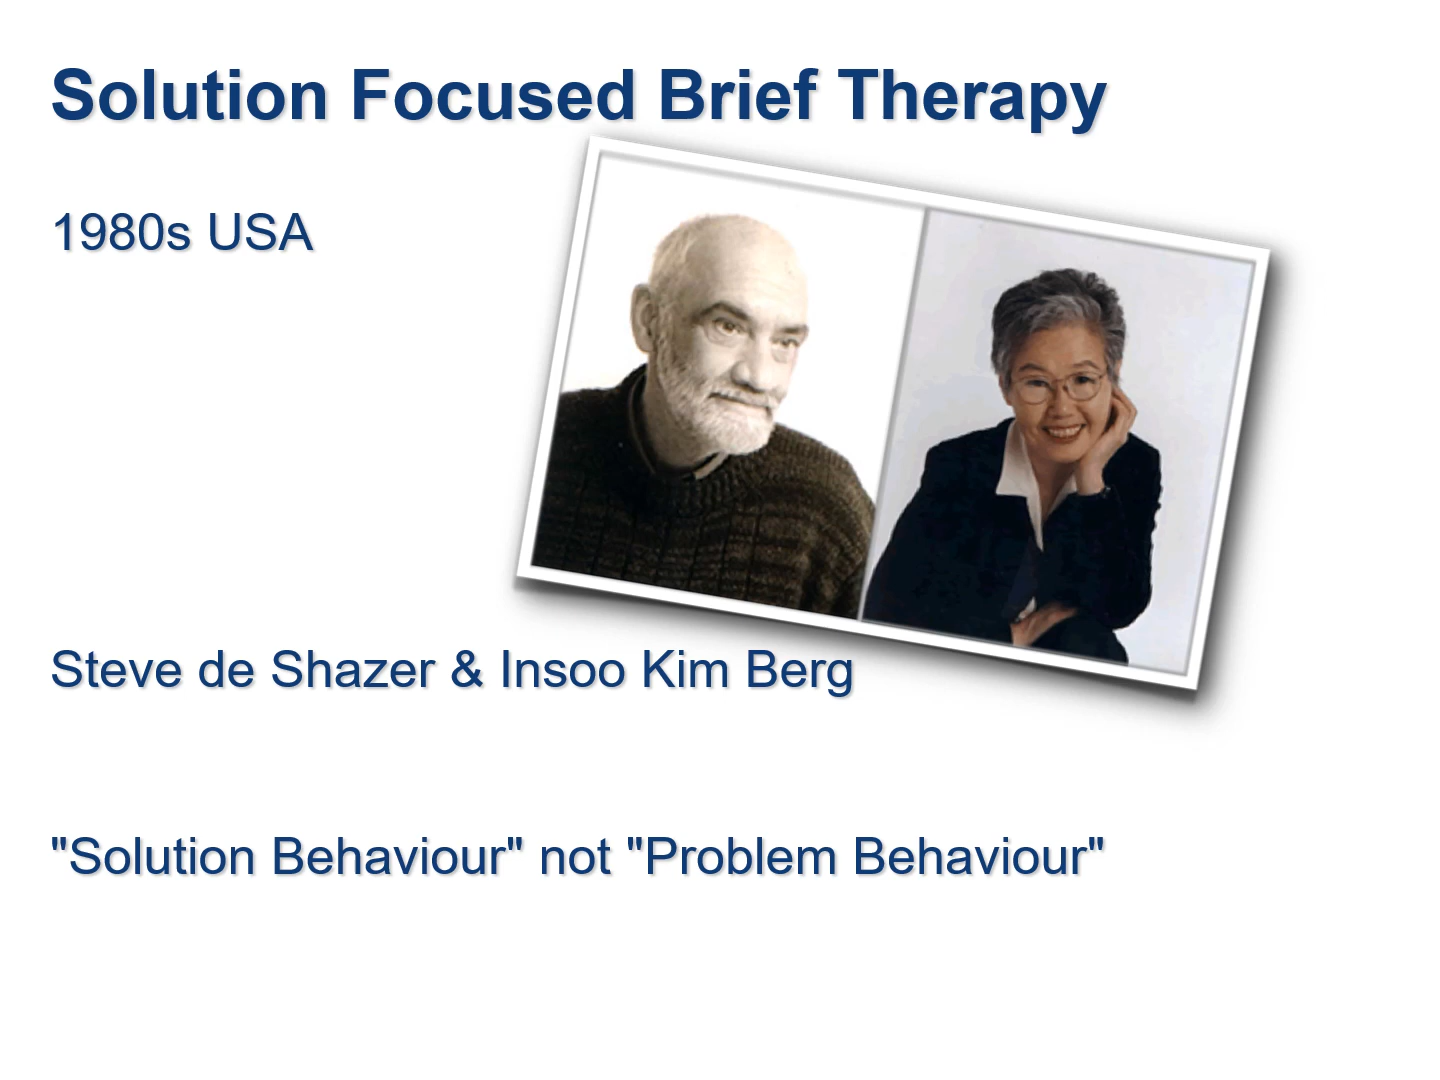 Solution Focused Brief Therapy
1980s USA
Steve de Shazer & Insoo Kim Berg
"Solution Behaviour" not "Problem Behaviour"